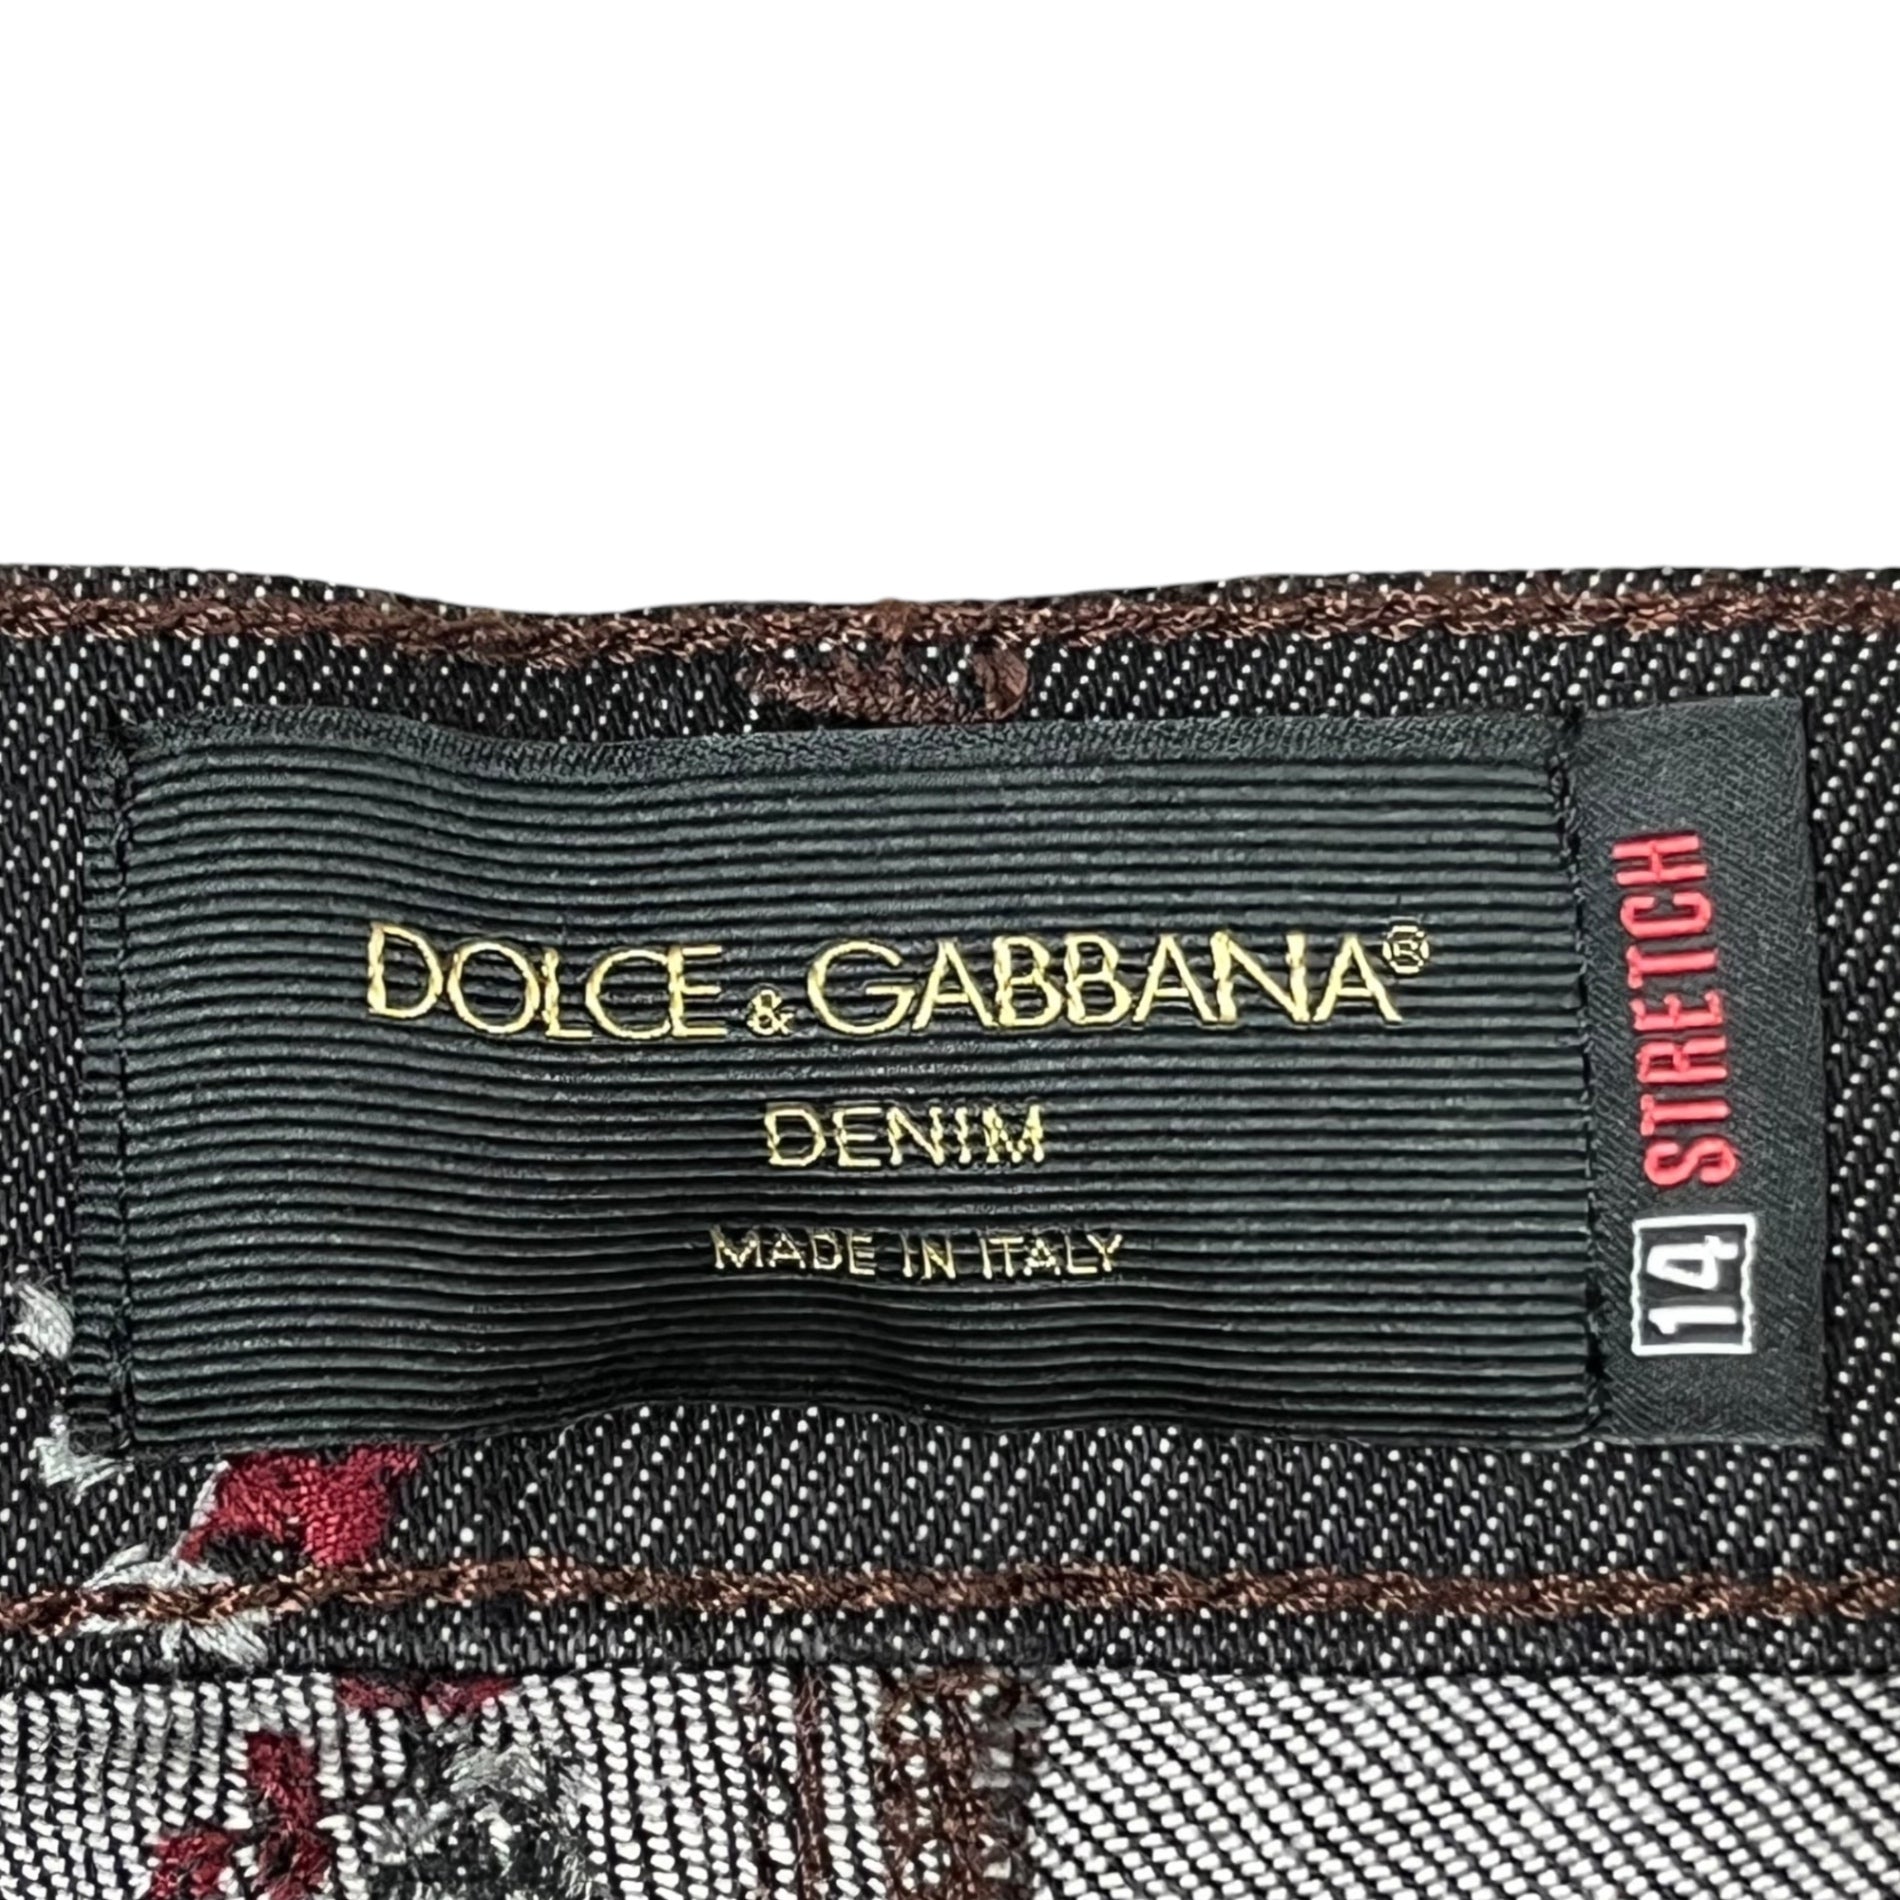 DOLCE & GABBANA®
DENIM
MADE IN ITALY
14 STRETCH